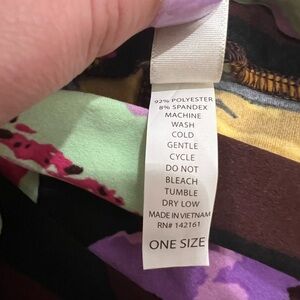 92% POLYESTER
8% SPANDEX
MACHINE
WASH
COLD
GENTLE
CYCLE
DO NOT
BLEACH
TUMBLE
DRY LOW
MADE IN VIETNAM
RN# 142161
ONE SIZE